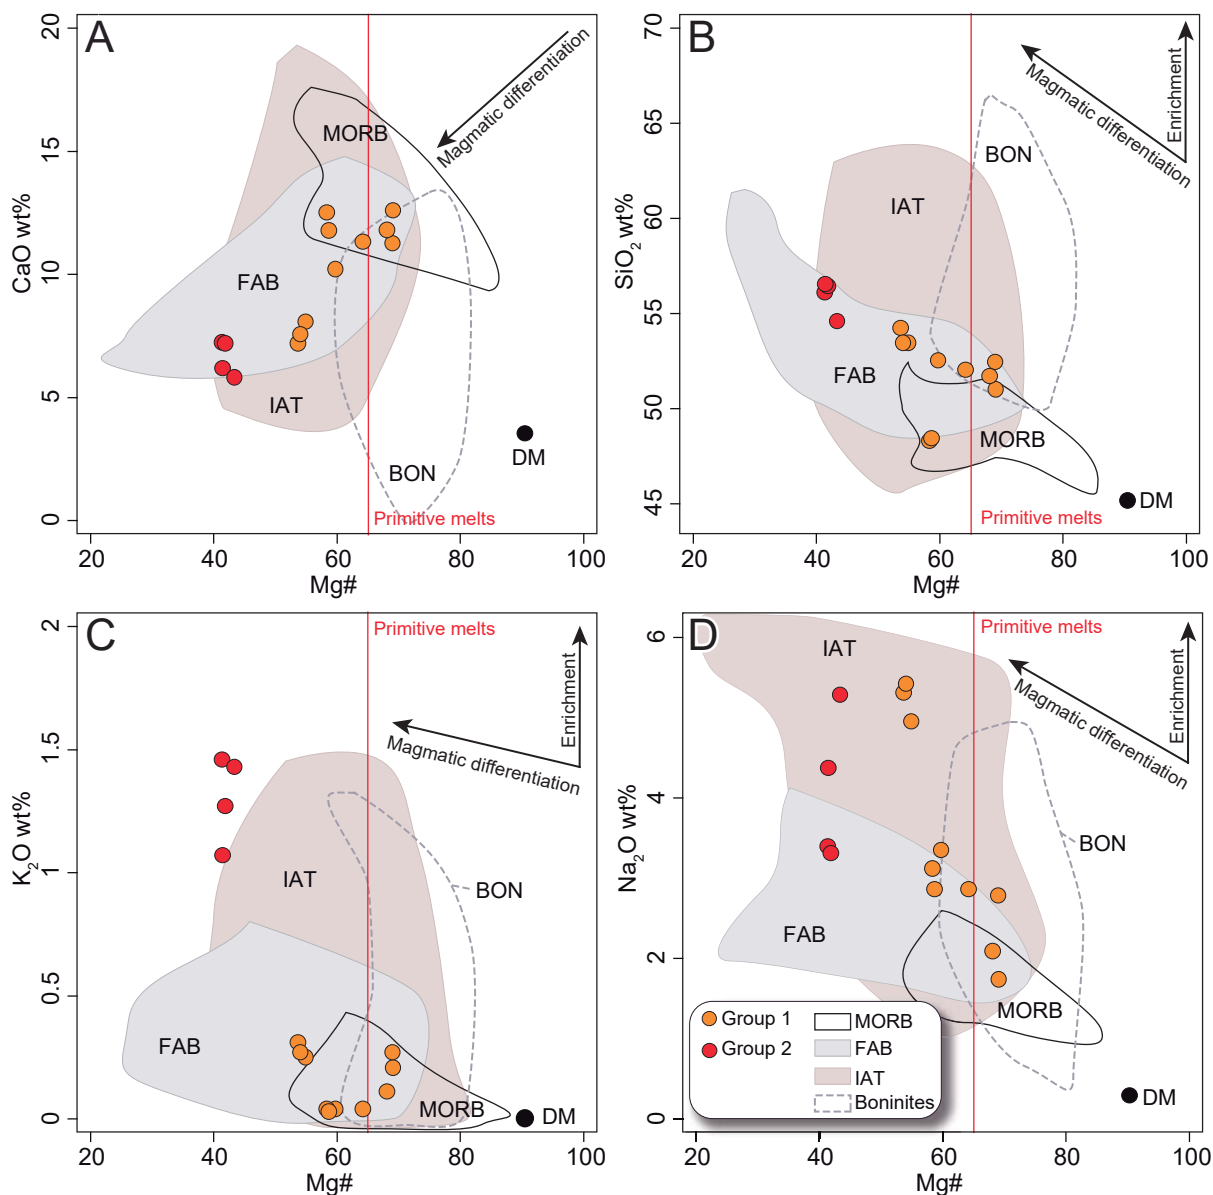 A
20
15
10
5
0
CaO wt%
MORB
FAB
IAT
BON
DM
Magmatic differentiation
Primitive melts
20
40
60
80
100
Mg#
B
70
65
60
55
50
45
SiO₂ wt%
BON
IAT
FAB
MORB
DM
Magmatic differentiation
Enrichment
Primitive melts
20
40
60
80
100
Mg#
C
2
1.5
1
0.5
0
K₂O wt%
Primitive melts
Enrichment
Magmatic differentiation
IAT
BON
FAB
MORB
DM
20
40
60
80
100
Mg#
D
6
4
2
0
Na₂O wt%
Primitive melts
IAT
Enrichment
Magmatic differentiation
BON
FAB
MORB
DM
Group 1
Group 2
MORB
FAB
IAT
Boninites
20
40
60
80
100
Mg#